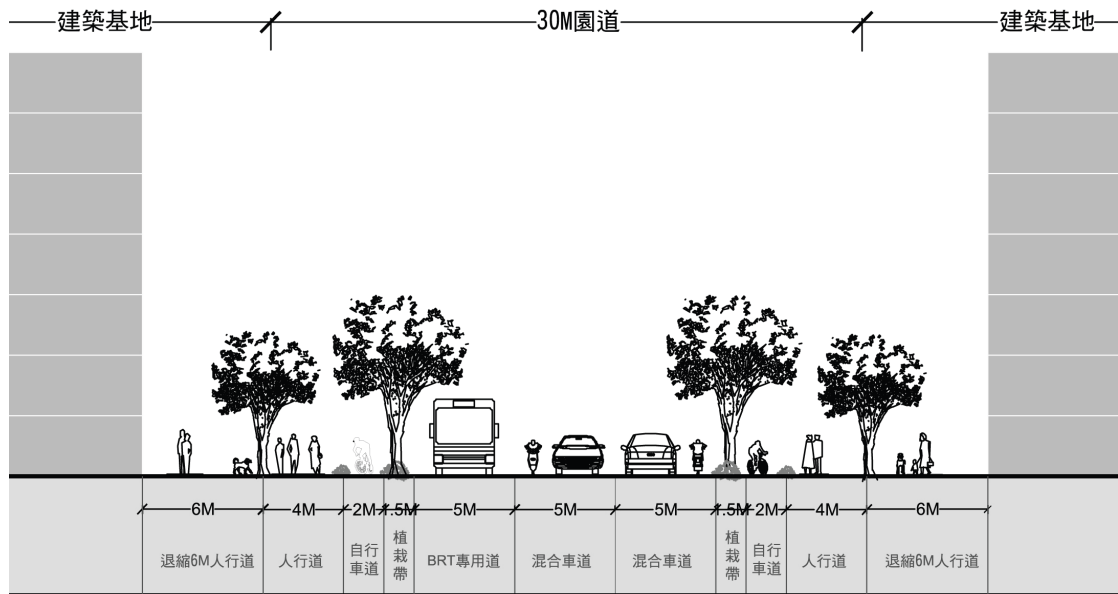 建築基地 30M園道 建築基地
6M 4M 2M 1.5M 5M 5M 5M 1.5M 2M 4M 6M
退縮6M人行道 人行道 自行車道 植栽帶 BRT專用道 混合車道 混合車道 植栽帶 自行車道 人行道 退縮6M人行道